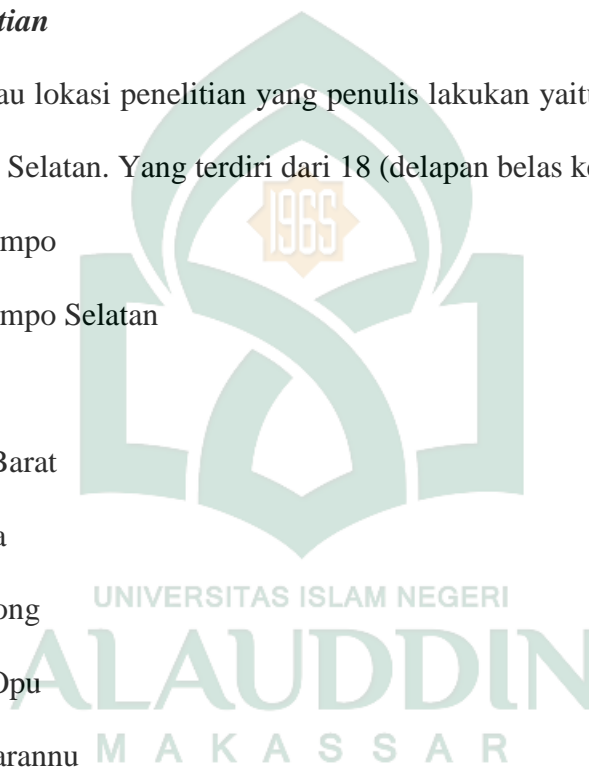 tian
au lokasi penelitian yang penulis lakukan yaitu
Selatan. Yang terdiri dari 18 (delapan belas ke
mpo
1965
mpo Selatan
Barat
a
ong
UNIVERSITAS ISLAM NEGERI
Opu
ALAUDDIN
arannu
MAKASSAR